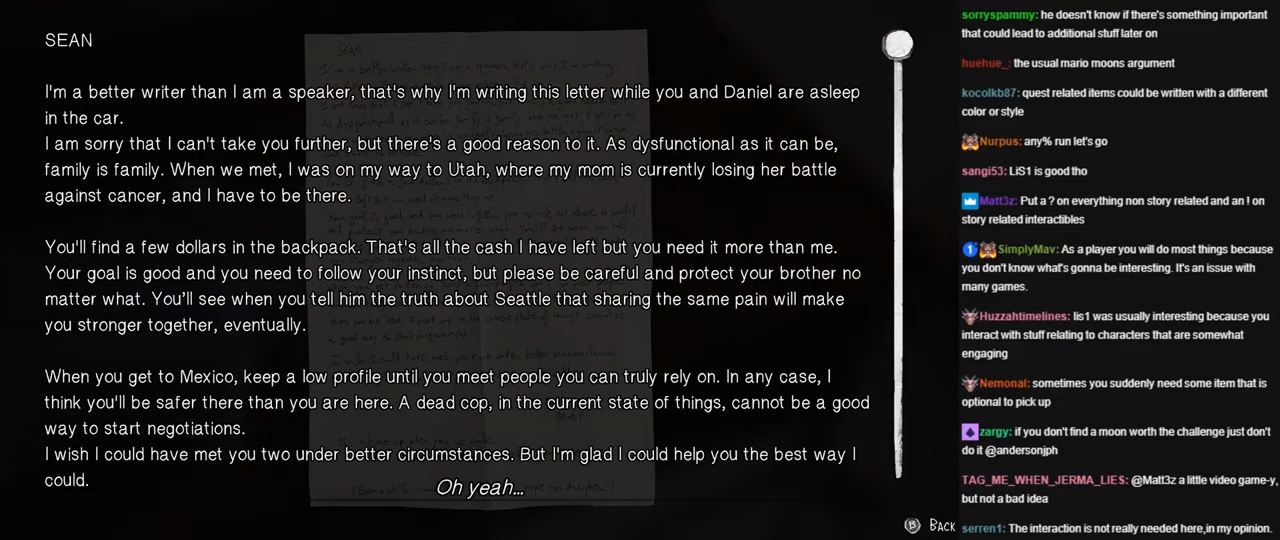 SEAN
I'm a better writer than I am a speaker, that's why I'm writing this letter while you and Daniel are asleep
in the car.
I am sorry that I can't take you further, but there's a good reason to it. As dysfunctional as it can be,
family is family. When we met, I was on my way to Utah, where my mom is currently losing her battle
against cancer, and I have to be there.
You'll find a few dollars in the backpack. That's all the cash I have left but you need it more than me.
Your goal is good and you need to follow your instinct, but please be careful and protect your brother no
matter what. You'll see when you tell him the truth about Seattle that sharing the same pain will make
you stronger together, eventually.
When you get to Mexico, keep a low profile until you meet people you can truly rely on. In any case, I
think you'll be safer there than you are here. A dead cop, in the current state of things, cannot be a good
way to start negotiations.
I wish I could have met you two under better circumstances. But I'm glad I could help you the best way I
could.
Oh yeah...
B Back
sorryspammy: he doesn't know if there's something important
that could lead to additional stuff later on
huehue_: the usual mario moons argument
kocolkb87: quest related items could be written with a different
color or style
Nurpus: any% run let's go
sangi53: LiS1 is good tho
Matt3z: Put a ? on everything non story related and an ! on
story related interactibles
1 SimplyMav: As a player you will do most things because
you don't know what's gonna be interesting. It's an issue with
many games.
Huzzahtimelines: lis1 was usually interesting because you
interact with stuff relating to characters that are somewhat
engaging
Nemonal: sometimes you suddenly need some item that is
optional to pick up
zargy: if you don't find a moon worth the challenge just don't
do it @andersonjph
TAG_ME_WHEN_JERMA_LIES: @Matt3z a little video game-y,
but not a bad idea
serren1: The interaction is not really needed here,in my opinion.